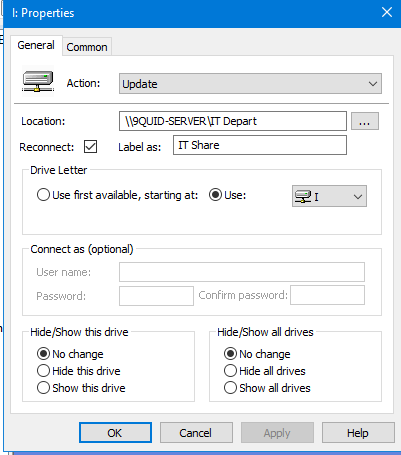 I: Properties
General Common
Action: Update
Location: \\9QUID-SERVER\IT Depart ...
Reconnect: Label as: IT Share
Drive Letter
Use first available, starting at: Use: I
Connect as (optional)
User name:
Password: Confirm password:
Hide/Show this drive Hide/Show all drives
No change No change
Hide this drive Hide all drives
Show this drive Show all drives
OK Cancel Apply Help